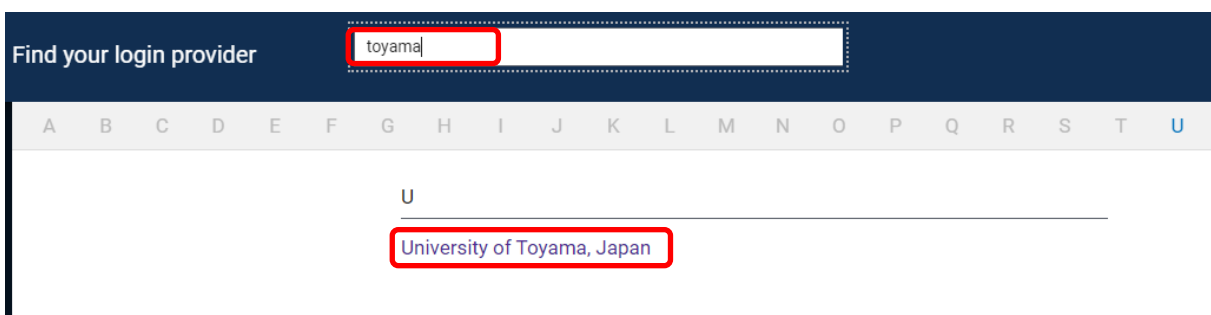 Find your login provider toyama
A B C D E F G H I J K L M N O P Q R S T U
U
University of Toyama, Japan